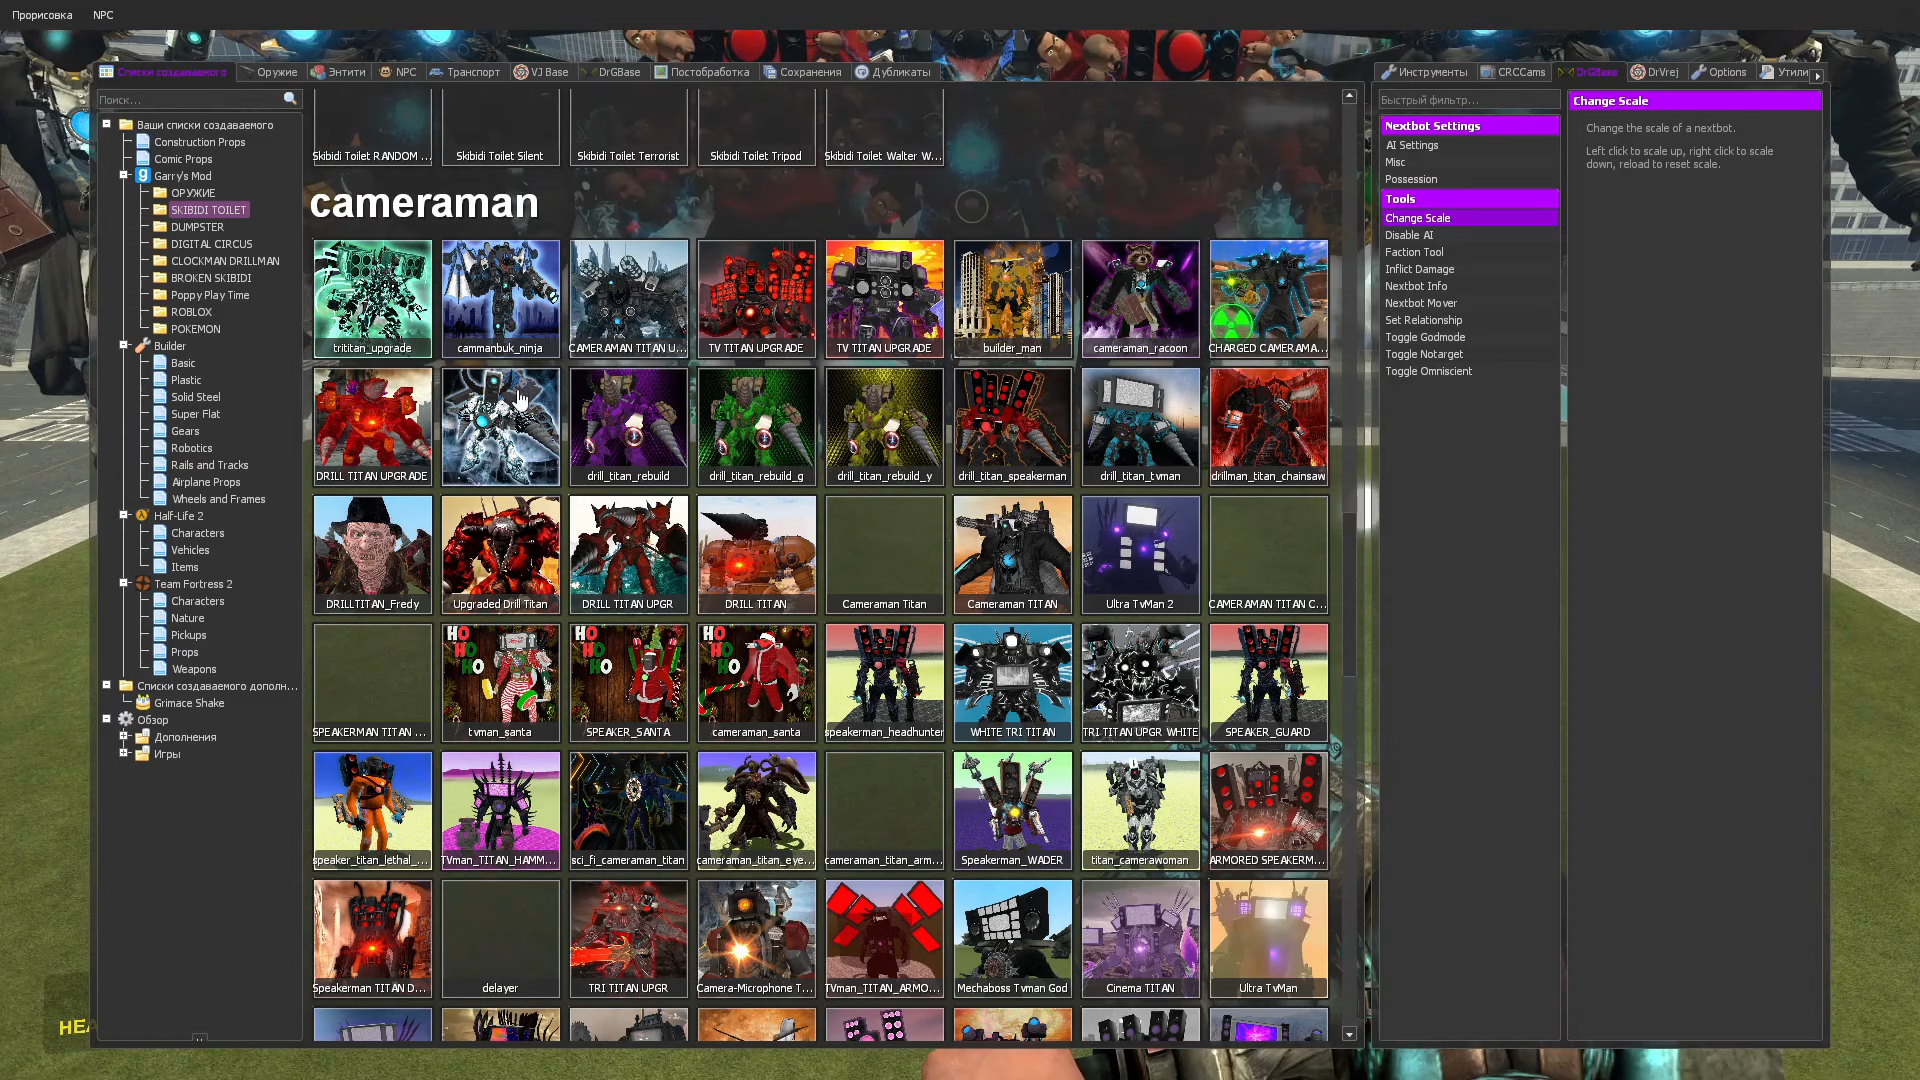 Прорисовка NPC
Списки создаваемого Оружие Энтити NPC Транспорт VJ Base DrGBase Постобработка Сохранения Дубликаты
Инструменты CRCCams DrGBase DrVrej Options Утили
Поиск...
Ваши списки создаваемого
Construction Props
Comic Props
Garry's Mod
ОРУЖИЕ
SKIBIDI TOILET
DUMPSTER
DIGITAL CIRCUS
CLOCKMAN DRILLMAN
BROKEN SKIBIDI
Poppy Play Time
ROBLOX
POKEMON
Builder
Basic
Plastic
Solid Steel
Super Flat
Gears
Robotics
Rails and Tracks
Airplane Props
Wheels and Frames
Half-Life 2
Characters
Vehicles
Items
Team Fortress 2
Characters
Nature
Pickups
Props
Weapons
Списки создаваемого дополн...
Grimace Shake
Обзор
Дополнения
Игры
Skibidi Toilet RANDOM ... Skibidi Toilet Silent Skibidi Toilet Terrorist Skibidi Toilet Tripod Skibidi Toilet Walter W...
cameraman
trititan_upgrade cammanbuk_ninja CAMERAMAN TITAN U... TV TITAN UPGRADE TV TITAN UPGRADE builder_man cameraman_racoon CHARGED CAMERAMA...
DRILL TITAN UPGRADE drill_titan_rebuild drill_titan_rebuild_g drill_titan_rebuild_y drill_titan_speakerman drill_titan_tvman drillman_titan_chainsaw
DRILLTITAN_Fredy Upgraded Drill Titan DRILL TITAN UPGR DRILL TITAN Cameraman Titan Cameraman TITAN Ultra TvMan 2 CAMERAMAN TITAN C...
HO HO HO
HO HO HO
HO HO HO
SPEAKERMAN TITAN ... tvman_santa SPEAKER_SANTA cameraman_santa speakerman_headhunter WHITE TRI TITAN TRI TITAN UPGR WHITE SPEAKER_GUARD
speaker_titan_lethal_... TVman_TITAN_HAMM... sci_fi_cameraman_titan cameraman_titan_eye... cameraman_titan_arm... Speakerman_WADER titan_camerawoman ARMORED SPEAKERM...
Speakerman TITAN D... delayer TRI TITAN UPGR Camera-Microphone T... TVman_TITAN_ARMO... Mechaboss Tvman God Cinema TITAN Ultra TvMan
Быстрый фильтр...
Nextbot Settings
AI Settings
Misc
Possession
Tools
Change Scale
Disable AI
Faction Tool
Inflict Damage
Nextbot Info
Nextbot Mover
Set Relationship
Toggle Godmode
Toggle Notarget
Toggle Omniscient
Change Scale
Change the scale of a nextbot.
Left click to scale up, right click to scale
down, reload to reset scale.
HEA